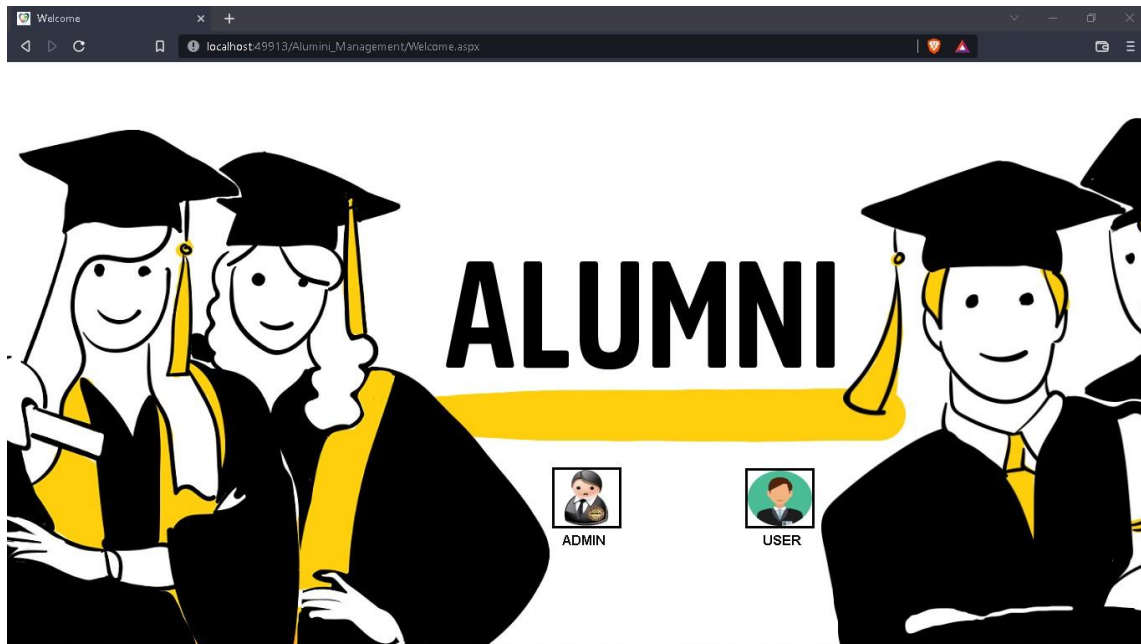 Welcome
localhost:49913/Alumini_Management/Welcome.aspx
ALUMNI
ADMIN
USER